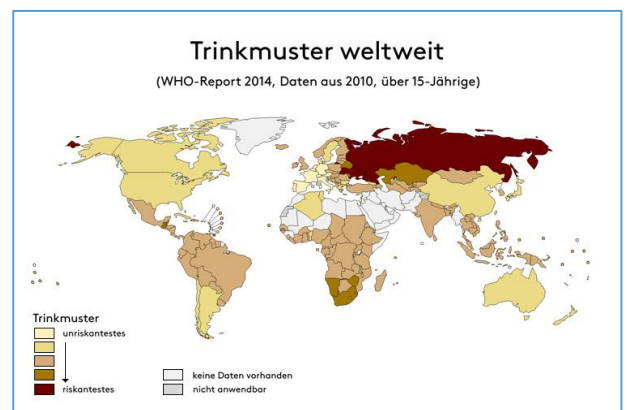 Trinkmuster weltweit
(WHO-Report 2014, Daten aus 2010, über 15-Jährige)
Trinkmuster
unriskantestes
riskantestes
keine Daten vorhanden
nicht anwendbar